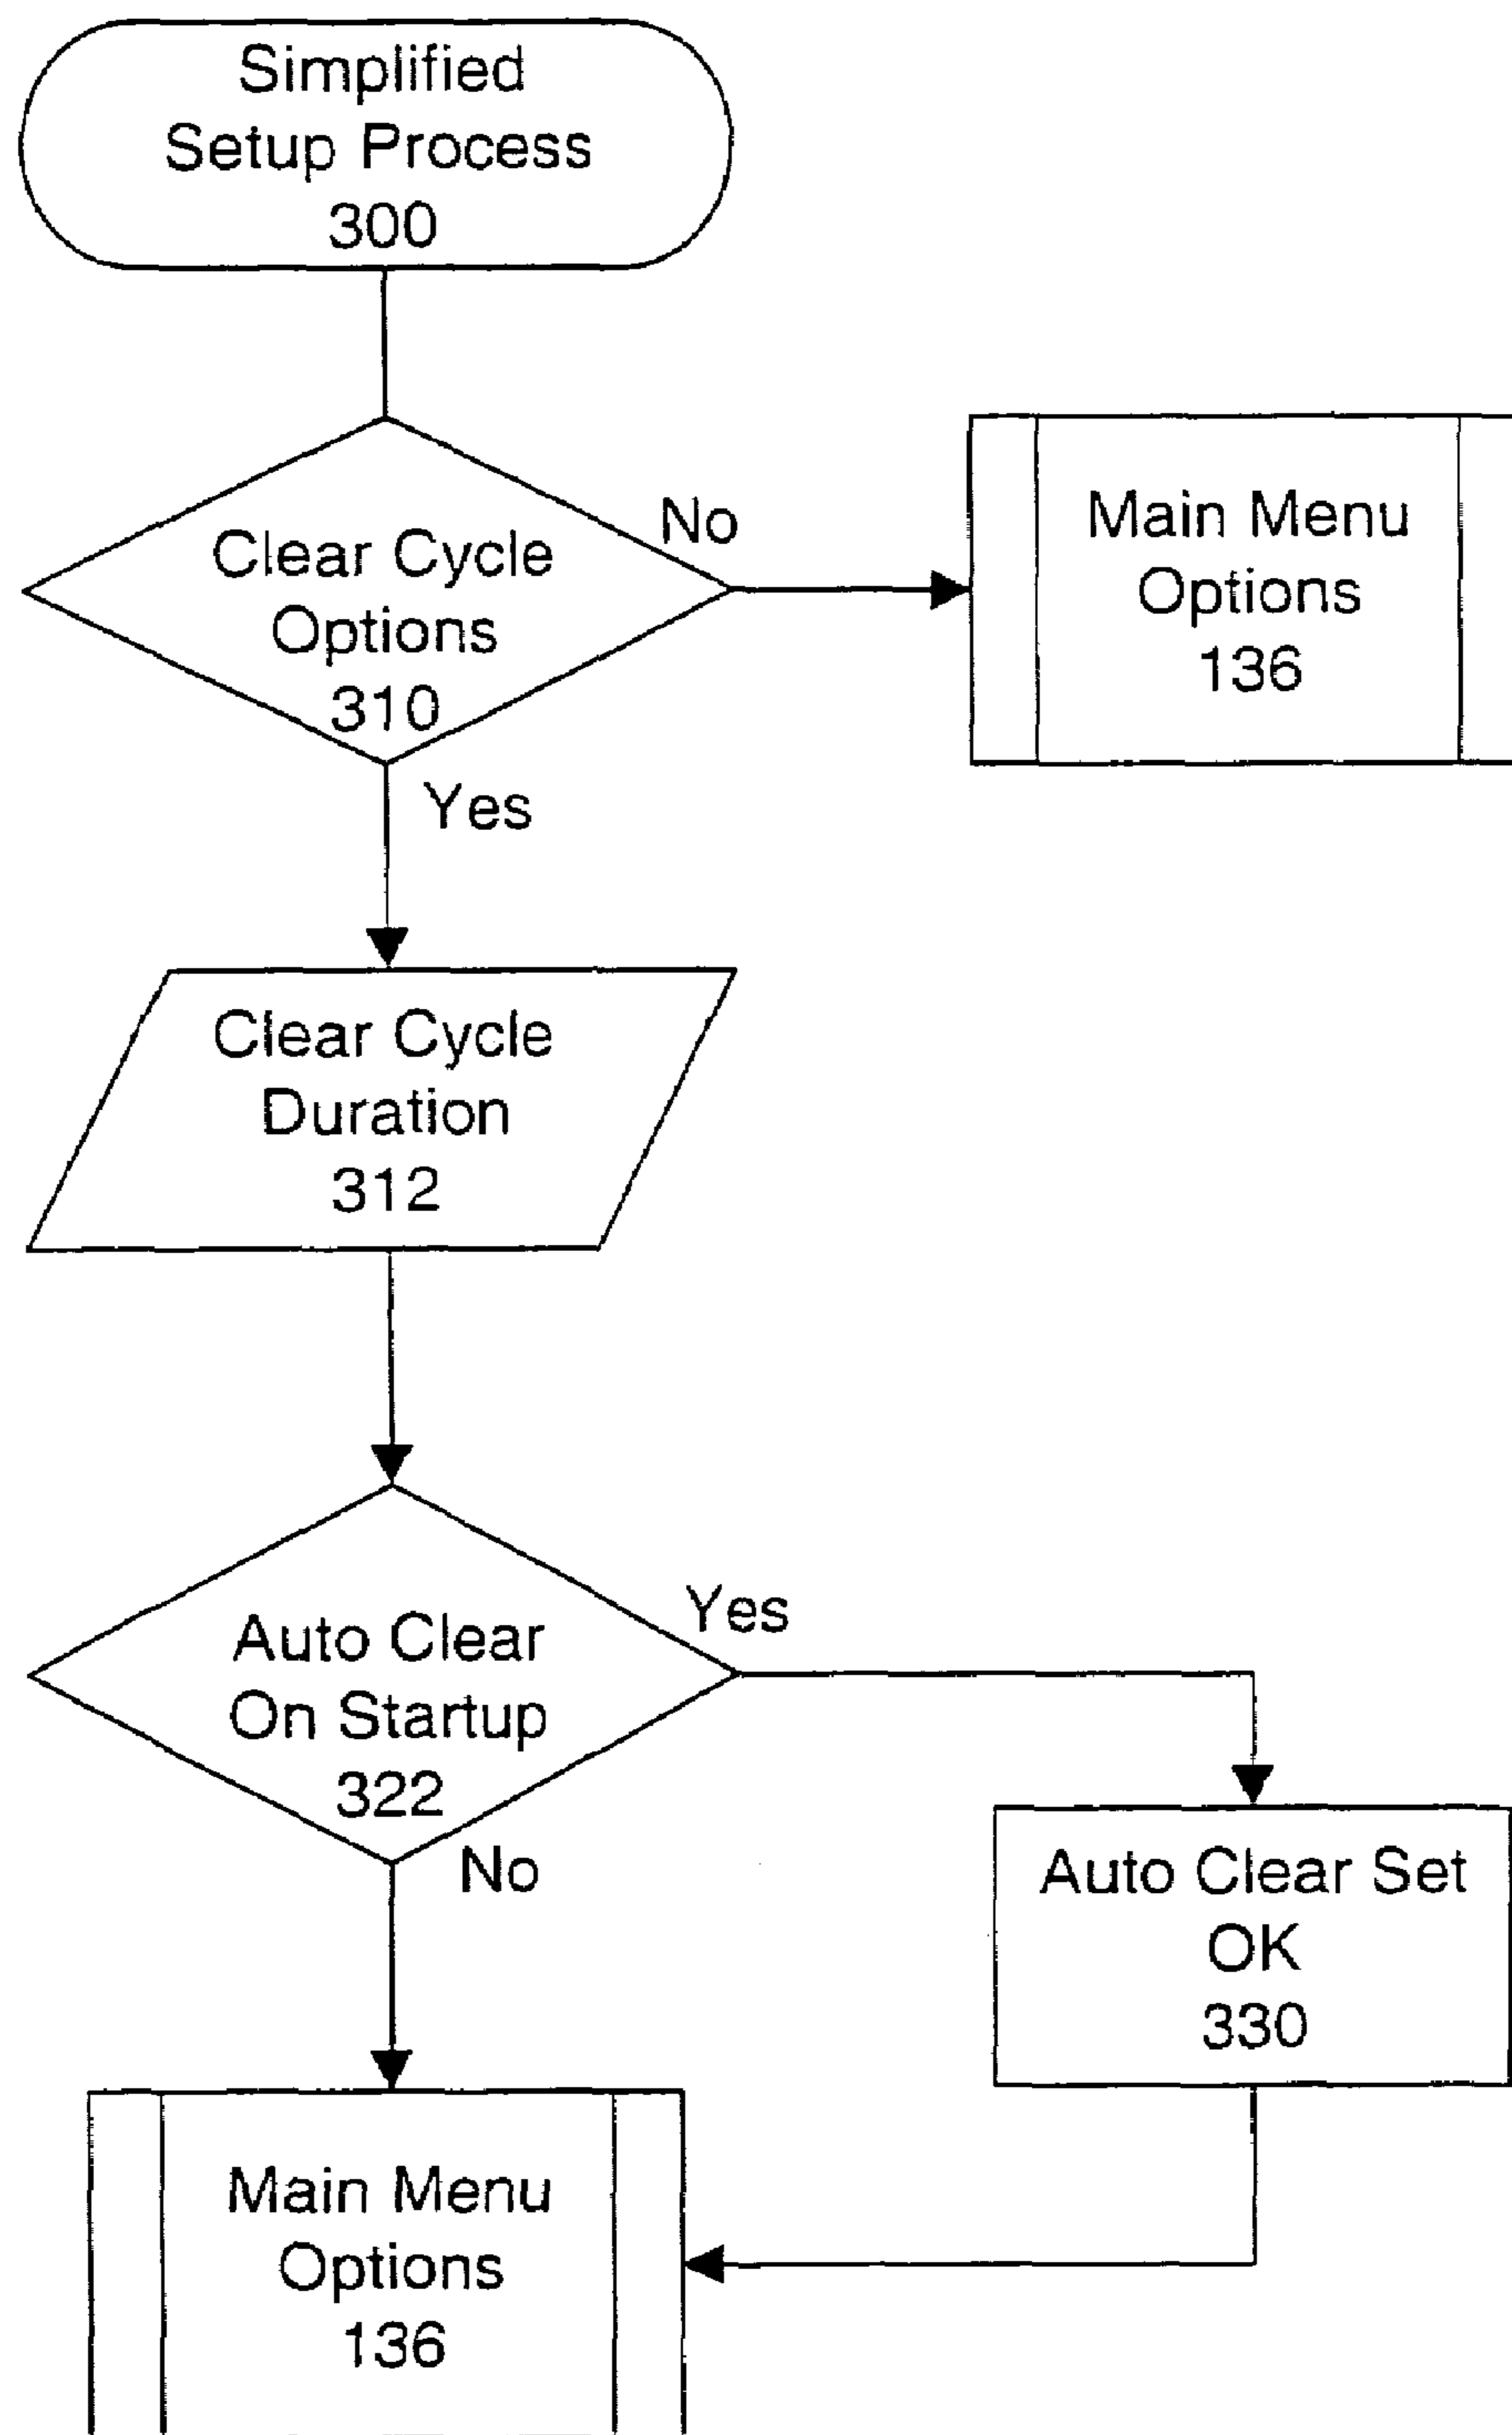 Simplified
Setup Process
300
Clear Cycle
Options
310
No
Main Menu
Options
136
Yes
Clear Cycle
Duration
312
Auto Clear
On Startup
322
Yes
No
Auto Clear Set
OK
330
Main Menu
Options
136